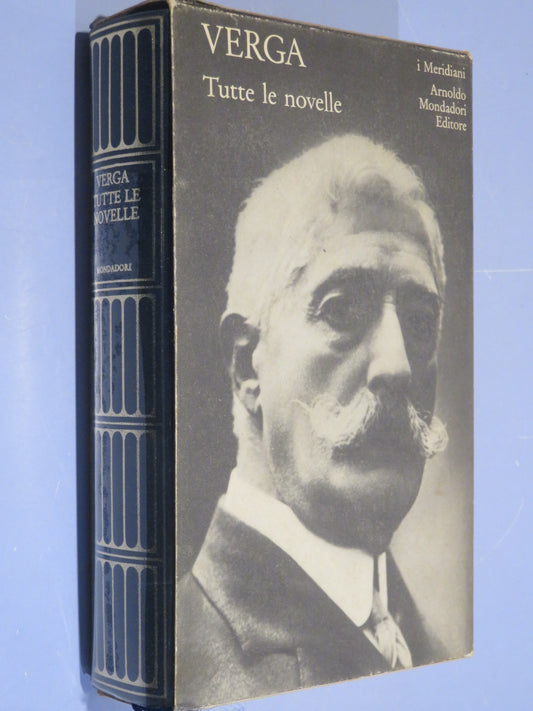 VERGA
Tutte le novelle
i Meridiani
Arnoldo
Mondadori
Editore
VERGA
TUTTE LE
NOVELLE
MONDADORI